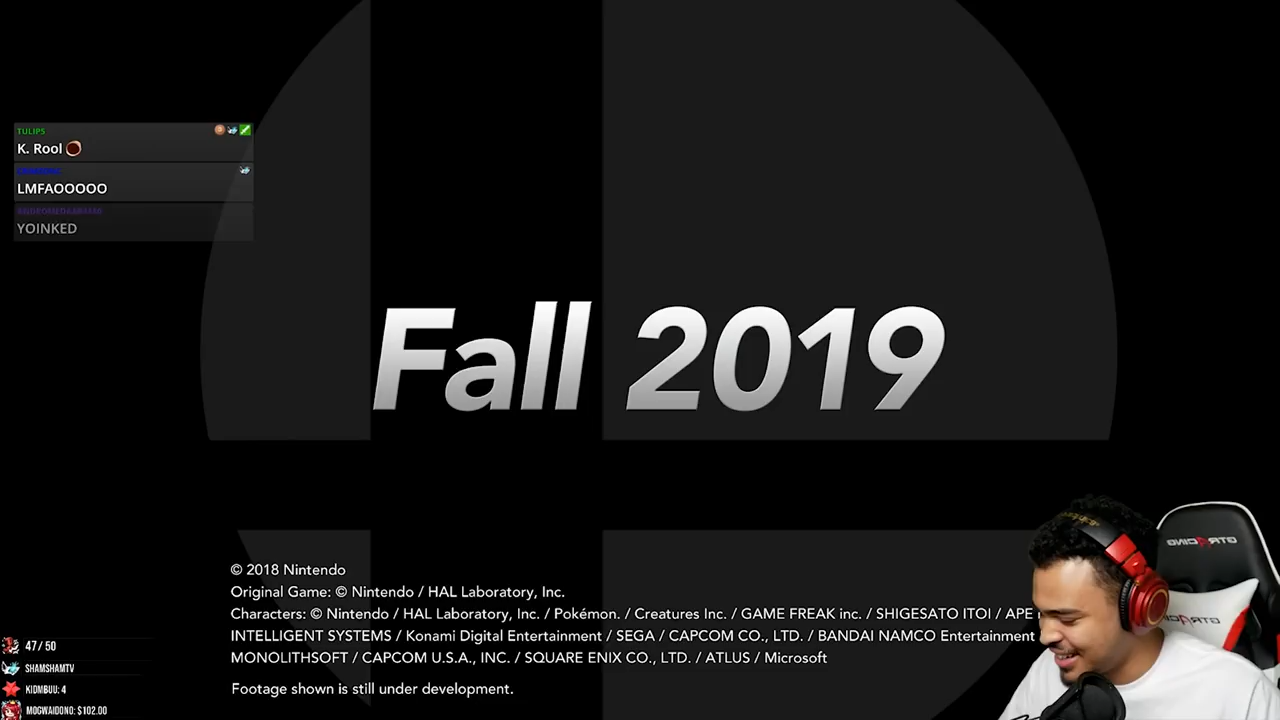 TULIPS
K. Rool
LMFAOOOOO
YOINKED
Fall 2019
© 2018 Nintendo
Original Game: © Nintendo / HAL Laboratory, Inc.
Characters: © Nintendo / HAL Laboratory, Inc. / Pokémon. / Creatures Inc. / GAME FREAK inc. / SHIGESATO ITOI / APE
INTELLIGENT SYSTEMS / Konami Digital Entertainment / SEGA / CAPCOM CO., LTD. / BANDAI NAMCO Entertainment
MONOLITHSOFT / CAPCOM U.S.A., INC. / SQUARE ENIX CO., LTD. / ATLUS / Microsoft
Footage shown is still under development.
47 / 50
SHAMSHAMTV
KIDMBUU: 4
MOGWAIDONO: $102.00
GTRACING